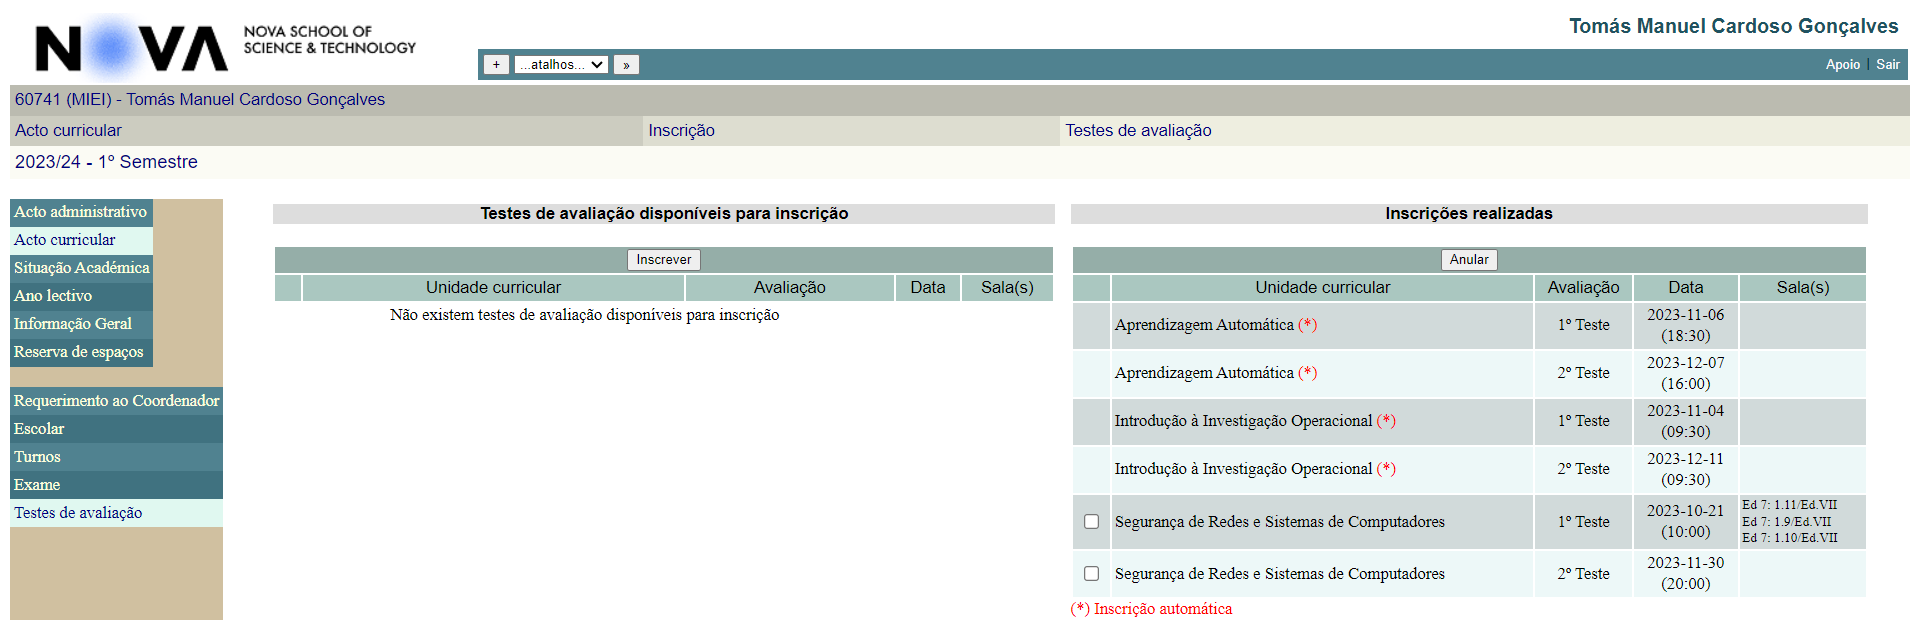 NOVA
NOVA SCHOOL OF
SCIENCE & TECHNOLOGY
Tomás Manuel Cardoso Gonçalves
+ ...atalhos... »
Apoio | Sair
60741 (MIEI) - Tomás Manuel Cardoso Gonçalves
Acto curricular Inscrição Testes de avaliação
2023/24 - 1º Semestre
Acto administrativo
Acto curricular
Situação Académica
Ano lectivo
Informação Geral
Reserva de espaços
Requerimento ao Coordenador
Escolar
Turnos
Exame
Testes de avaliação
Testes de avaliação disponíveis para inscrição
Inscrever
Unidade curricular Avaliação Data Sala(s)
Não existem testes de avaliação disponíveis para inscrição
Inscrições realizadas
Anular
Unidade curricular Avaliação Data Sala(s)
Aprendizagem Automática (*) 1º Teste 2023-11-06
(18:30)
Aprendizagem Automática (*) 2º Teste 2023-12-07
(16:00)
Introdução à Investigação Operacional (*) 1º Teste 2023-11-04
(09:30)
Introdução à Investigação Operacional (*) 2º Teste 2023-12-11
(09:30)
Segurança de Redes e Sistemas de Computadores 1º Teste 2023-10-21
(10:00)
Ed 7: 1.11/Ed.VII
Ed 7: 1.9/Ed.VII
Ed 7: 1.10/Ed.VII
Segurança de Redes e Sistemas de Computadores 2º Teste 2023-11-30
(20:00)
(*) Inscrição automática